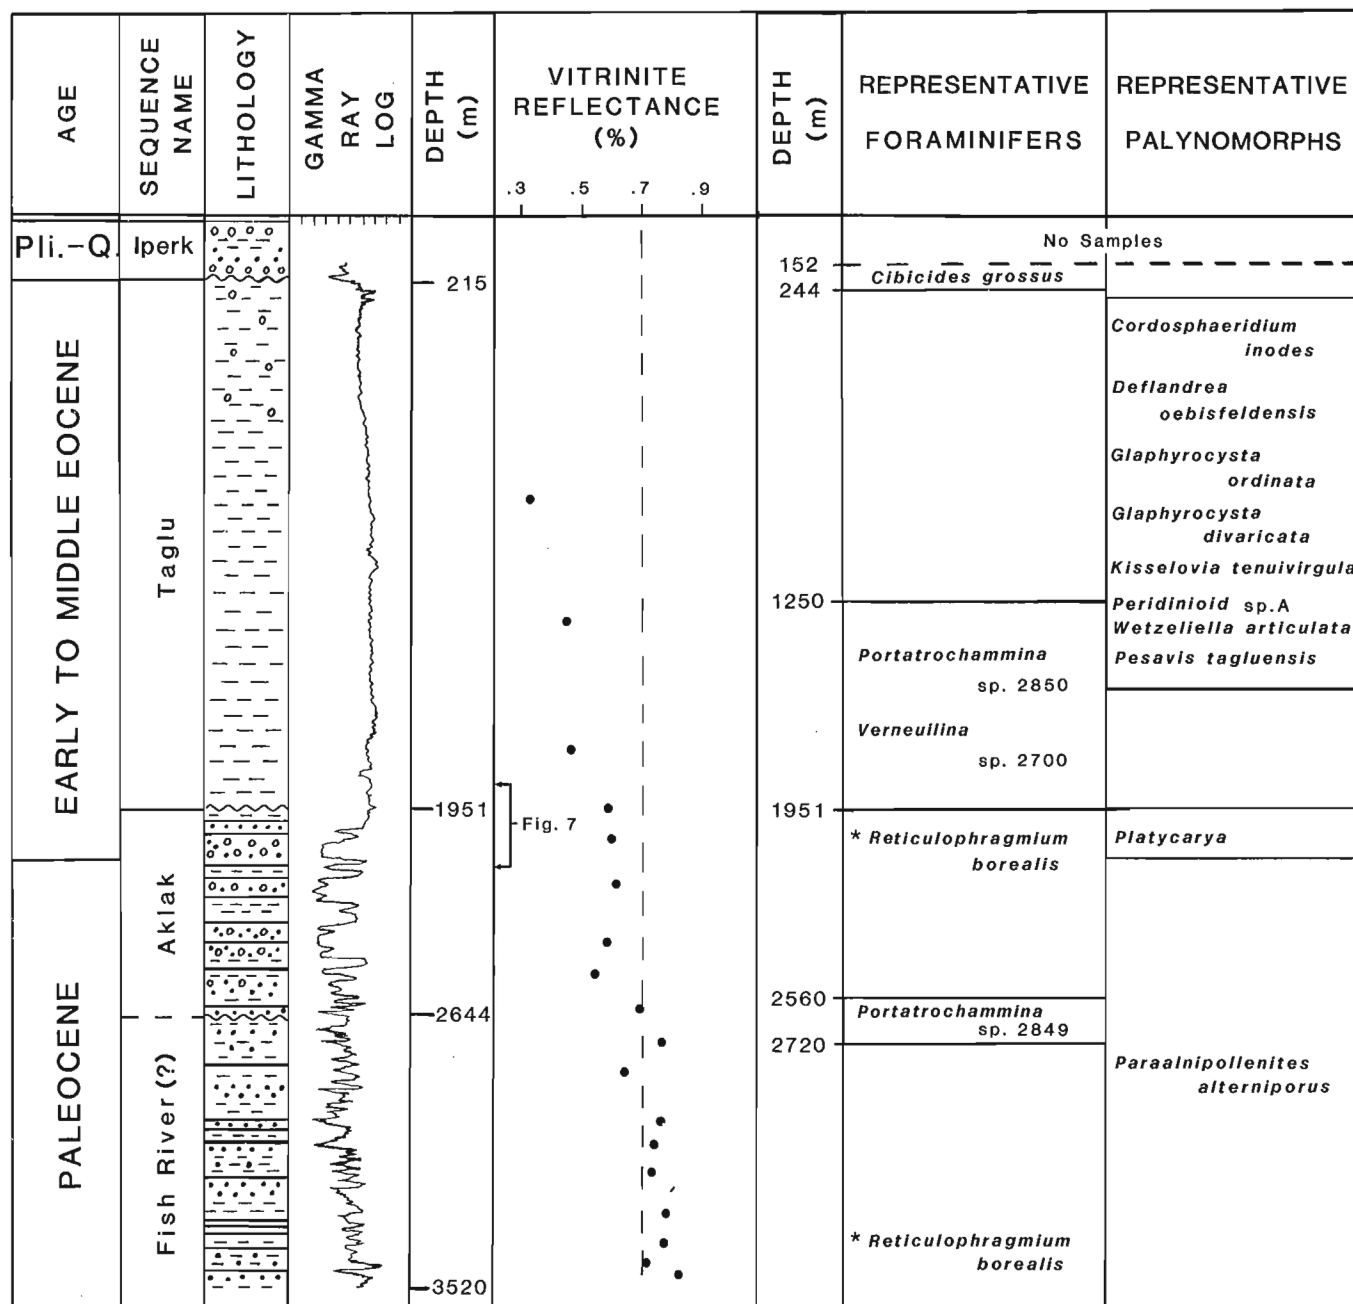 AGE
SEQUENCE
NAME
LITHOLOGY
GAMMA
RAY
LOG
DEPTH
(m)
VITRINITE
REFLECTANCE
(%)
.3 .5 .7 .9
DEPTH
(m)
REPRESENTATIVE
FORAMINIFERS
REPRESENTATIVE
PALYNOMORPHS
Pli.-Q.
Iperk
No Samples
152
Cibicides grossus
215
244
EARLY TO MIDDLE EOCENE
Taglu
Cordosphaeridium
inodes
Deflandrea
oebisfeldensis
Glaphyrocysta
ordinata
Glaphyrocysta
divaricata
Kisselovia tenuivirgula
1250
Peridinioid sp.A
Wetzeliella articulata
Pesavis tagluensis
Portatrochammina
sp. 2850
Verneuilina
sp. 2700
1951
Fig. 7
1951
* Reticulophragmium
borealis
Platycarya
Aklak
PALEOCENE
2560
2644
Portatrochammina
sp. 2849
2720
Fish River(?)
Paraalnipollenites
alterniporus
* Reticulophragmium
borealis
3520